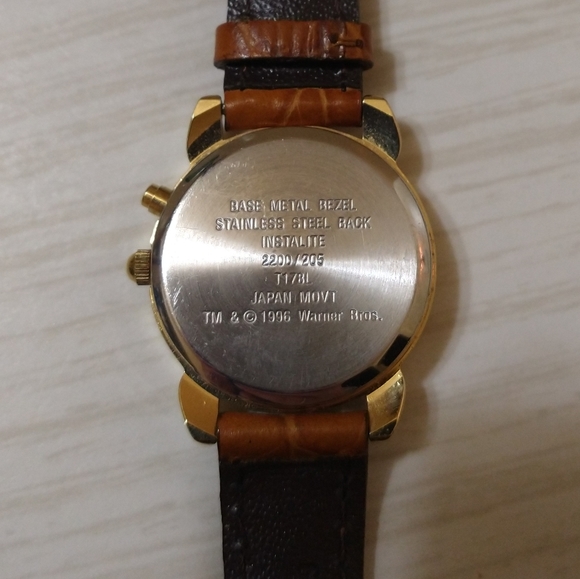 BASE METAL BEZEL
STAINLESS STEEL BACK
INSTALITE
2200/205
T178L
JAPAN MOVT
TM & © 1996 Warner Bros.